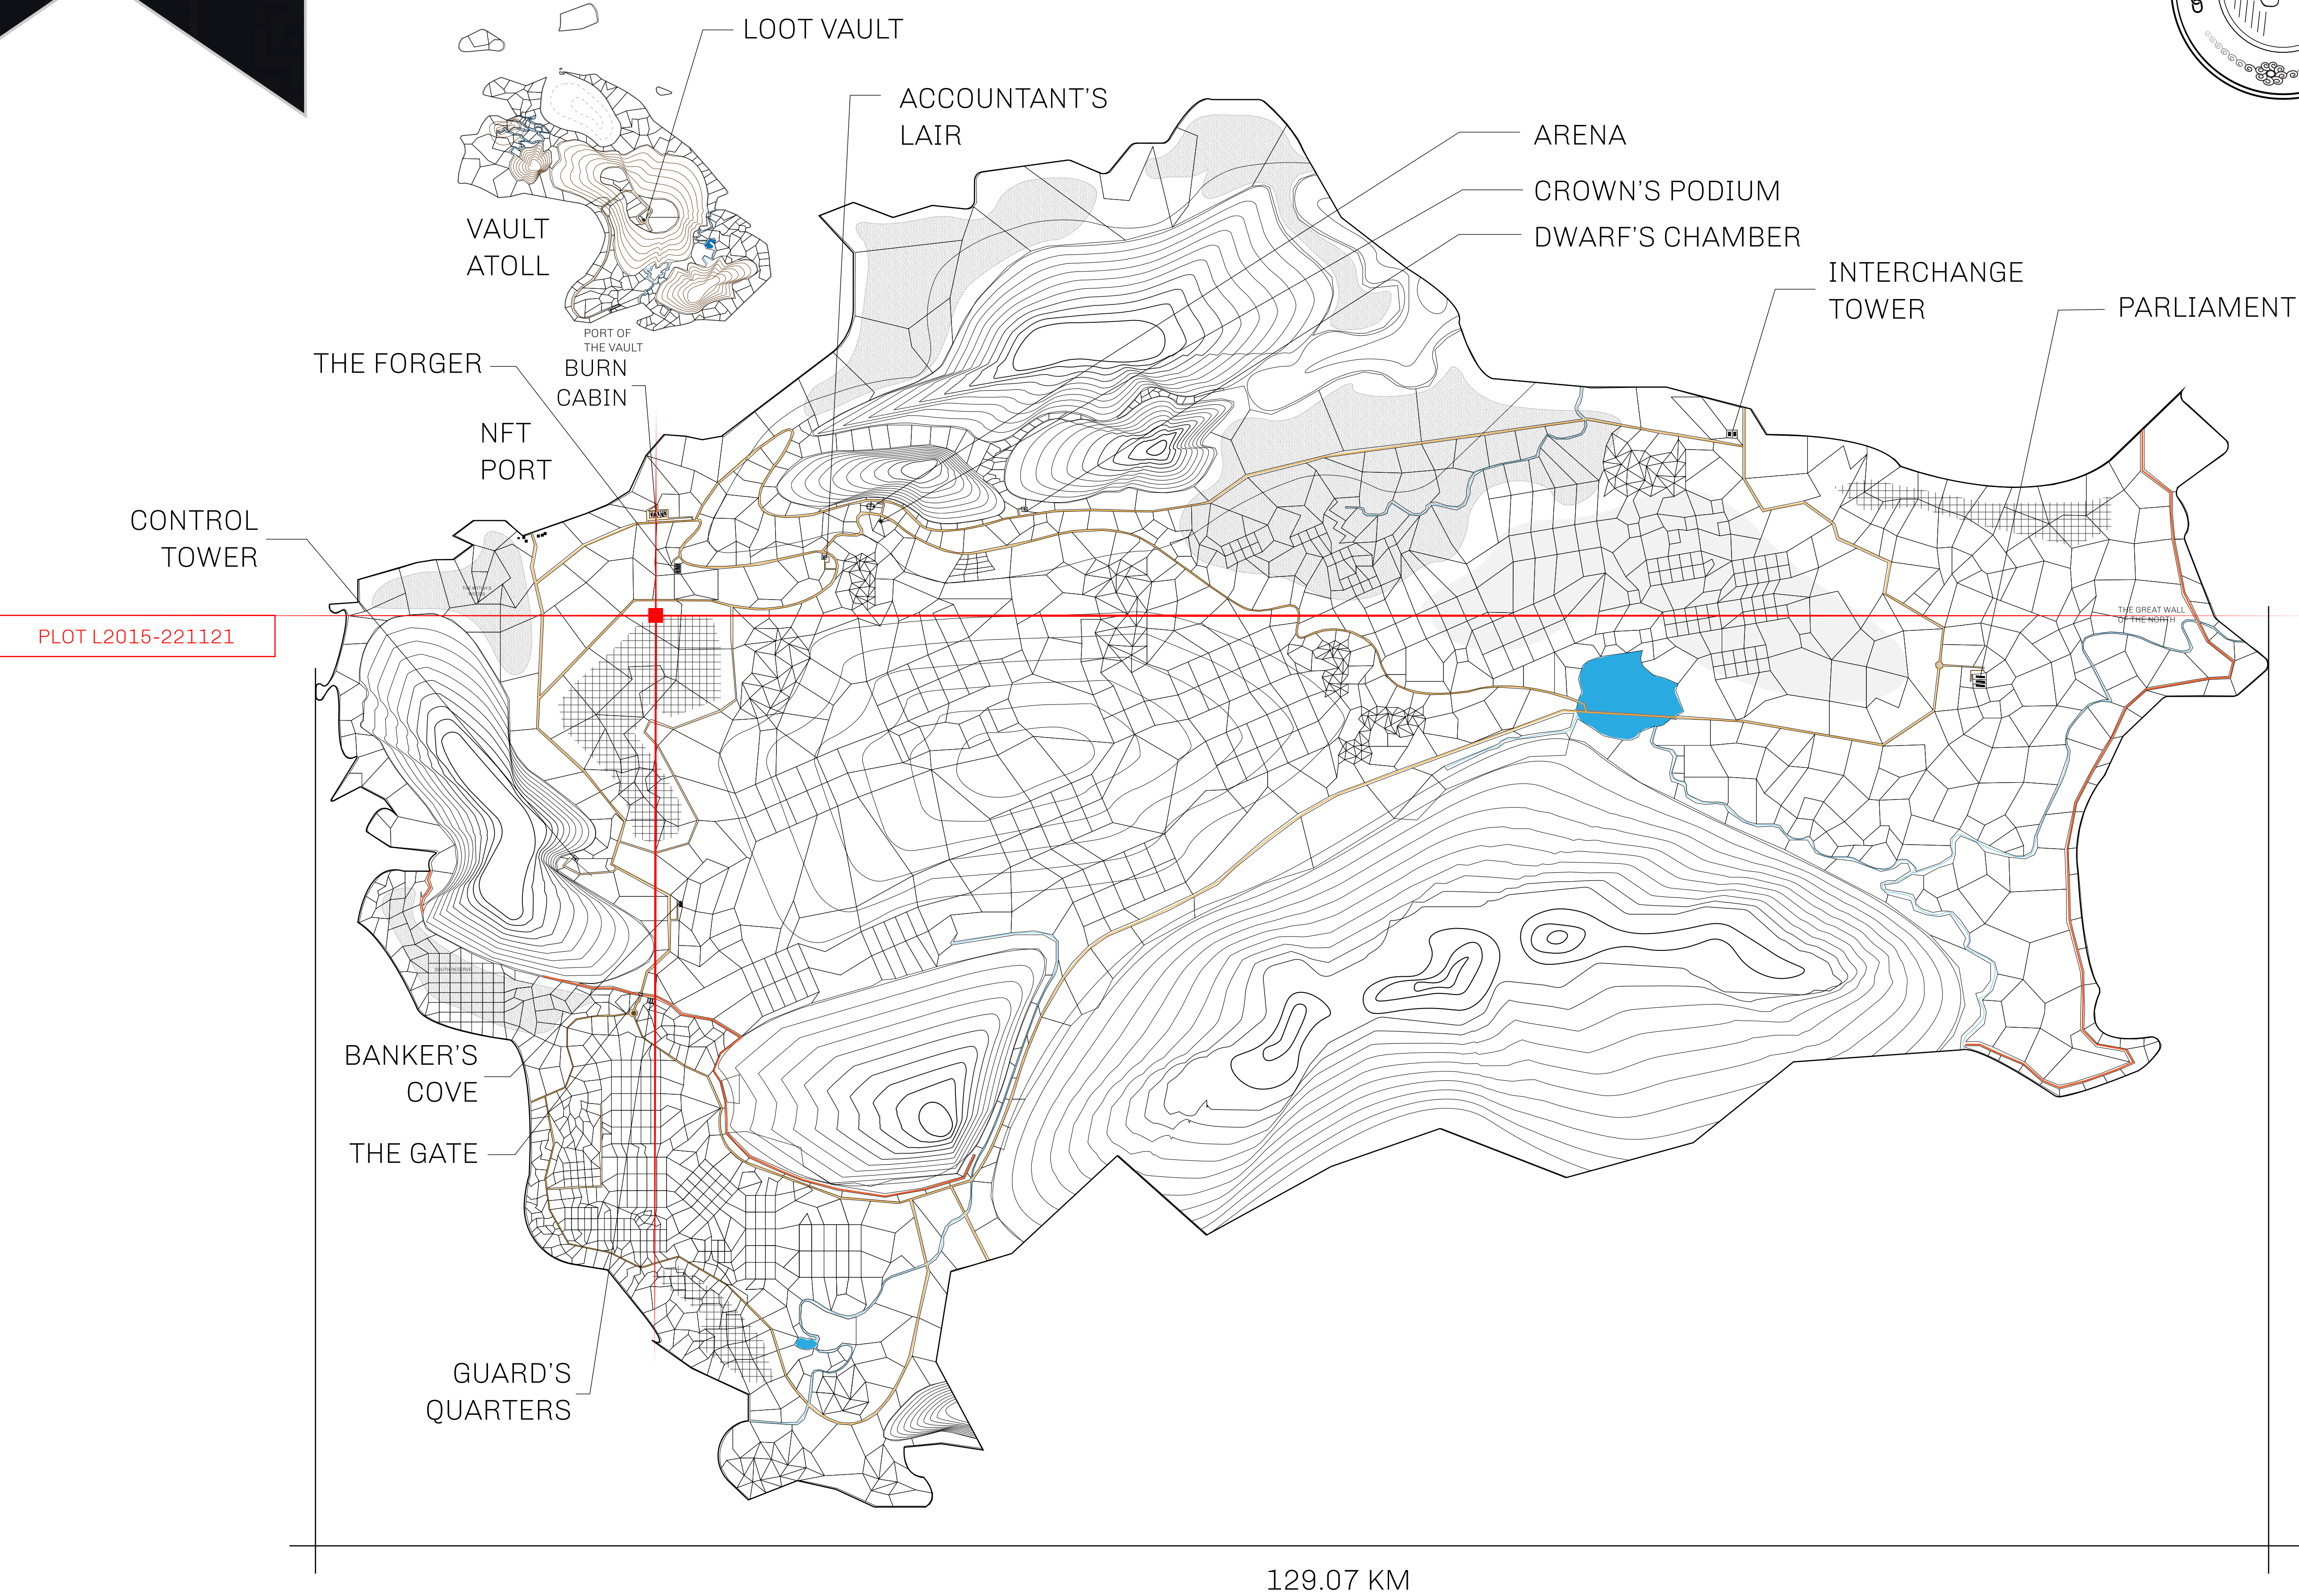 LOOT VAULT
ACCOUNTANT'S
LAIR
ARENA
CROWN'S PODIUM
DWARF'S CHAMBER
VAULT
ATOLL
INTERCHANGE
TOWER
PARLIAMENT
PORT OF
THE VAULT
THE FORGER
BURN
CABIN
NFT
PORT
CONTROL
TOWER
THE GREAT WALL
OF THE NORTH
PLOT L2015-221121
SOUTH RESERVE
BANKER'S
COVE
THE GATE
GUARD'S
QUARTERS
129.07 KM